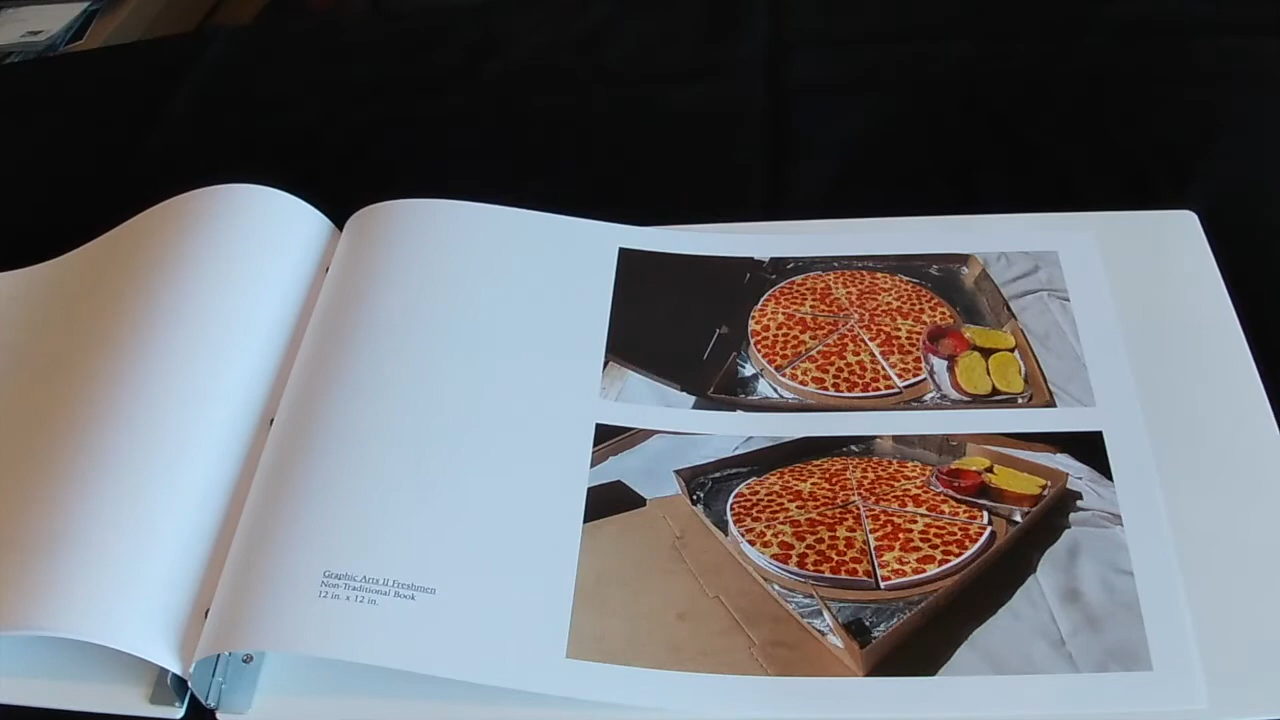 Graphic Arts II Freshmen
Non-Traditional Book
12 in. x 12 in.